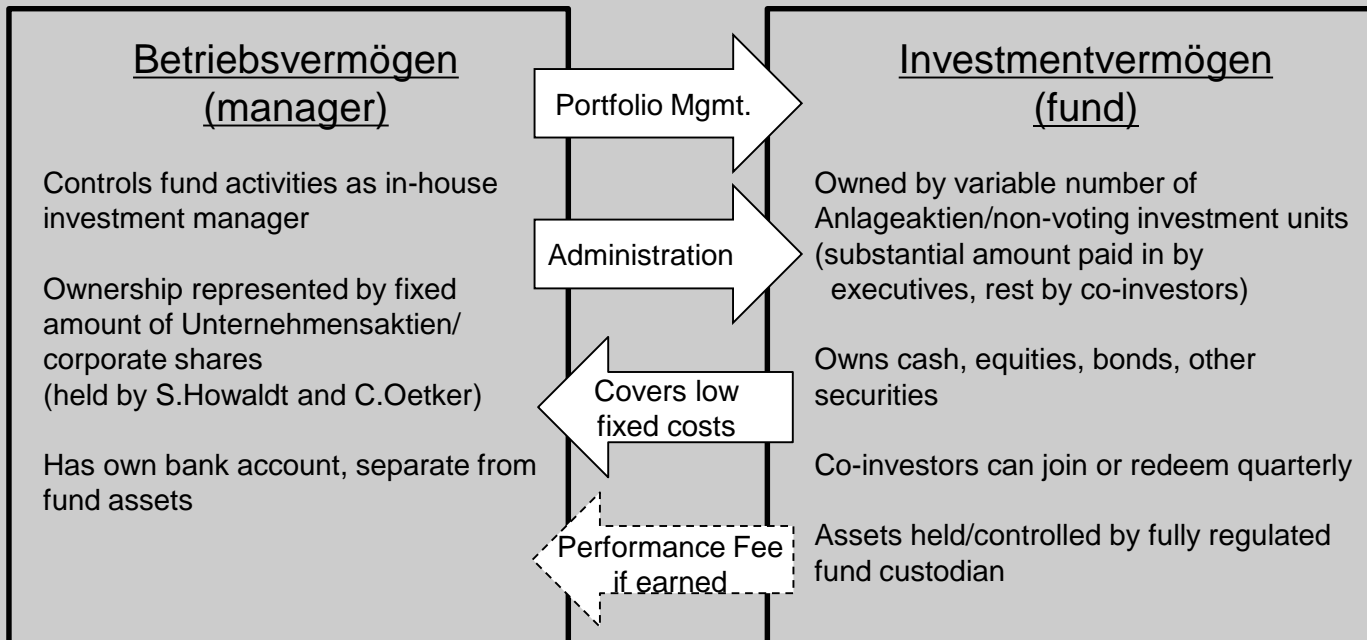 Betriebsvermögen
(manager)
Controls fund activities as in-house
investment manager
Ownership represented by fixed
amount of Unternehmensaktien/
corporate shares
(held by S.Howaldt and C.Oetker)
Has own bank account, separate from
fund assets
Portfolio Mgmt.
Administration
Covers low
fixed costs
Performance Fee
if earned
Investmentvermögen
(fund)
Owned by variable number of
Anlageaktien/non-voting investment units
(substantial amount paid in by
executives, rest by co-investors)
Owns cash, equities, bonds, other
securities
Co-investors can join or redeem quarterly
Assets held/controlled by fully regulated
fund custodian